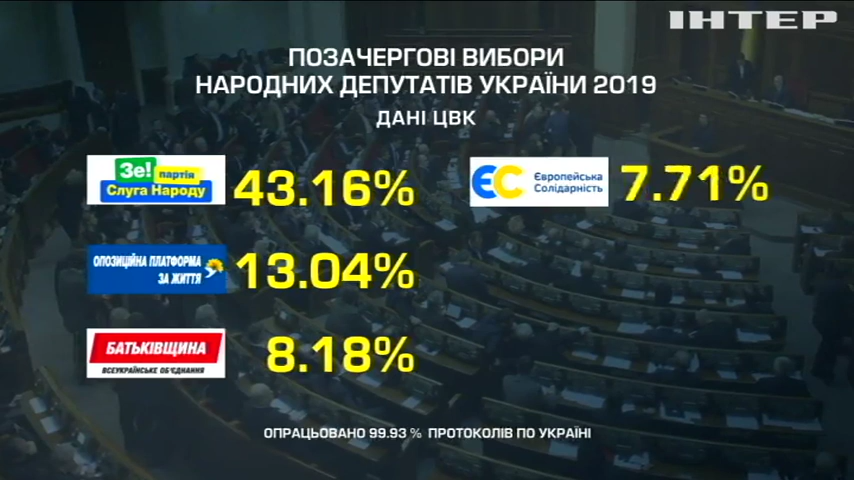 ІНТЕР
ПОЗАЧЕРГОВІ ВИБОРИ
НАРОДНИХ ДЕПУТАТІВ УКРАЇНИ 2019
ДАНІ ЦВК
Зе! партія
Слуга Народу
43.16%
ЄС Європейська
Солідарність
7.71%
ОПОЗИЦІЙНА ПЛАТФОРМА
ЗА ЖИТТЯ
13.04%
БАТЬКІВЩИНА
ВСЕУКРАЇНСЬКЕ ОБ'ЄДНАННЯ
8.18%
ОПРАЦЬОВАНО 99.93 % ПРОТОКОЛІВ ПО УКРАЇНІ